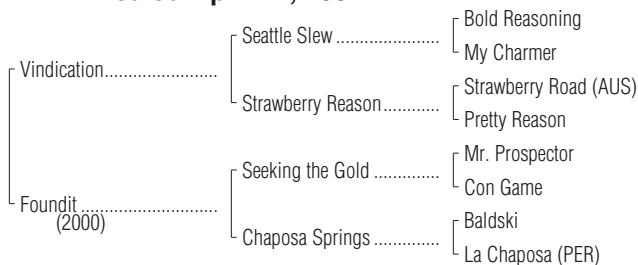 Bold Reasoning
Seattle Slew ........................
My Charmer
Vindication..........................
Strawberry Road (AUS)
Strawberry Reason.............
Pretty Reason
Mr. Prospector
Seeking the Gold ...............
Con Game
Foundit ................................
(2000)
Baldski
Chaposa Springs ...............
La Chaposa (PER)